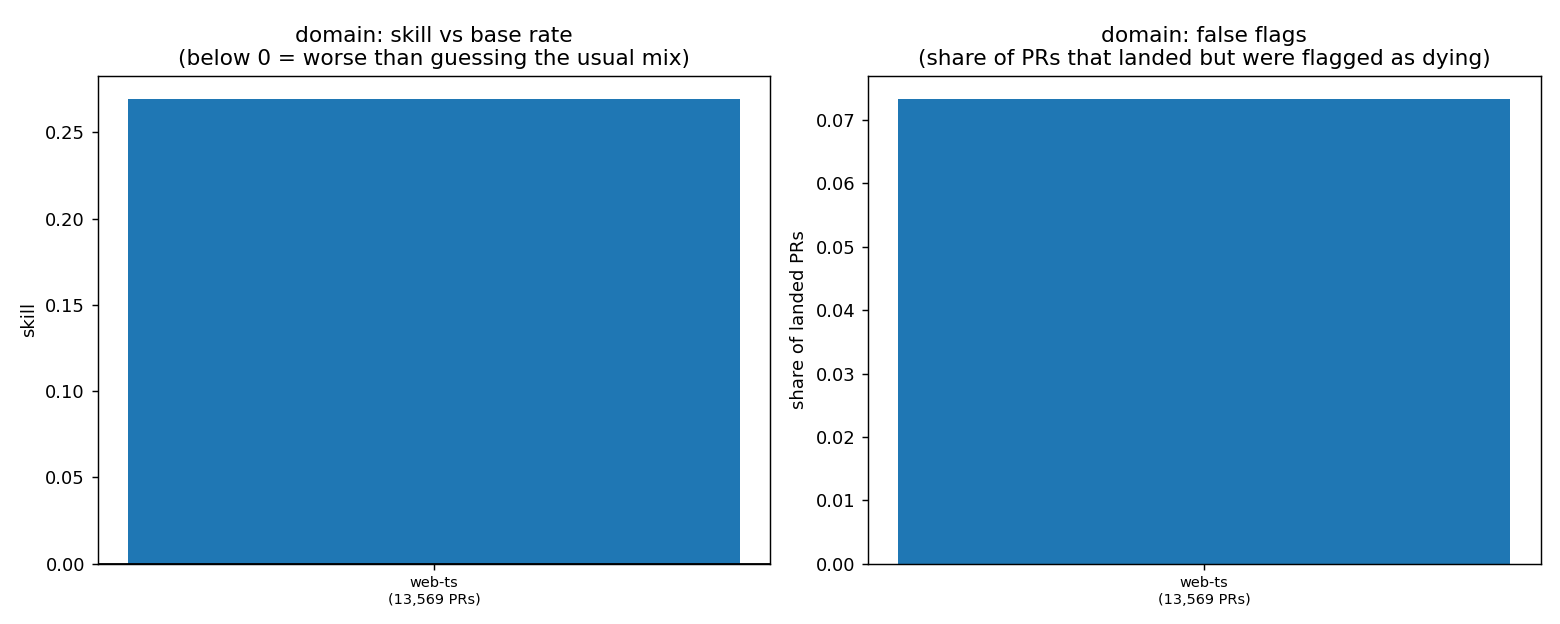 domain: skill vs base rate
(below 0 = worse than guessing the usual mix)
skill
0.25
0.20
0.15
0.10
0.05
0.00
web-ts
(13,569 PRs)
domain: false flags
(share of PRs that landed but were flagged as dying)
share of landed PRs
0.07
0.06
0.05
0.04
0.03
0.02
0.01
0.00
web-ts
(13,569 PRs)